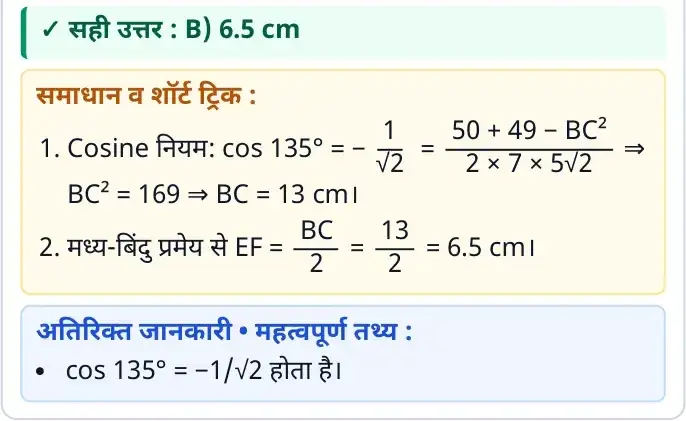 ✓ सही उत्तर : B) 6.5 cm
समाधान व शॉर्ट ट्रिक :
1. Cosine नियम: cos 135° = − 1/√2 = (50 + 49 − BC²)/(2 × 7 × 5√2) ⇒
BC² = 169 ⇒ BC = 13 cm।
2. मध्य-बिंदु प्रमेय से EF = BC/2 = 13/2 = 6.5 cm।
अतिरिक्त जानकारी • महत्वपूर्ण तथ्य :
• cos 135° = −1/√2 होता है।